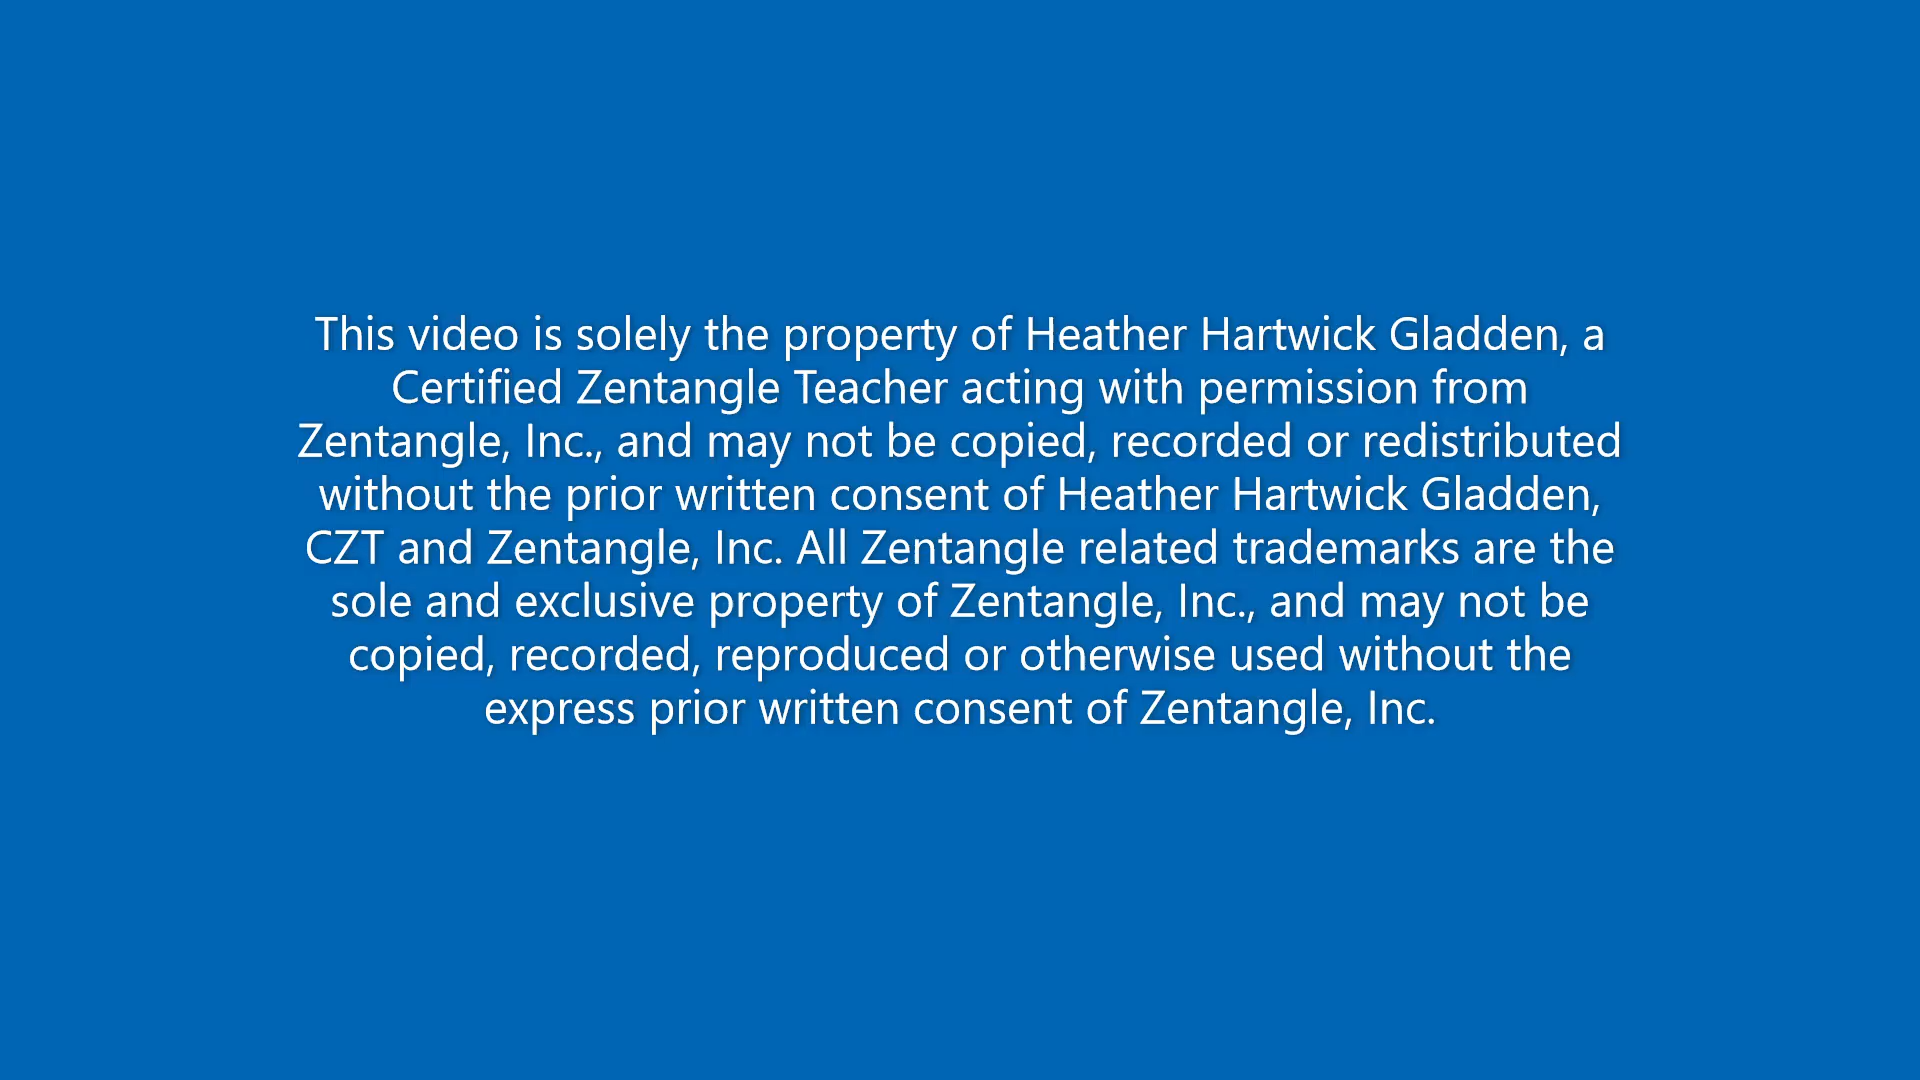 This video is solely the property of Heather Hartwick Gladden, a
Certified Zentangle Teacher acting with permission from
Zentangle, Inc., and may not be copied, recorded or redistributed
without the prior written consent of Heather Hartwick Gladden,
CZT and Zentangle, Inc. All Zentangle related trademarks are the
sole and exclusive property of Zentangle, Inc., and may not be
copied, recorded, reproduced or otherwise used without the
express prior written consent of Zentangle, Inc.